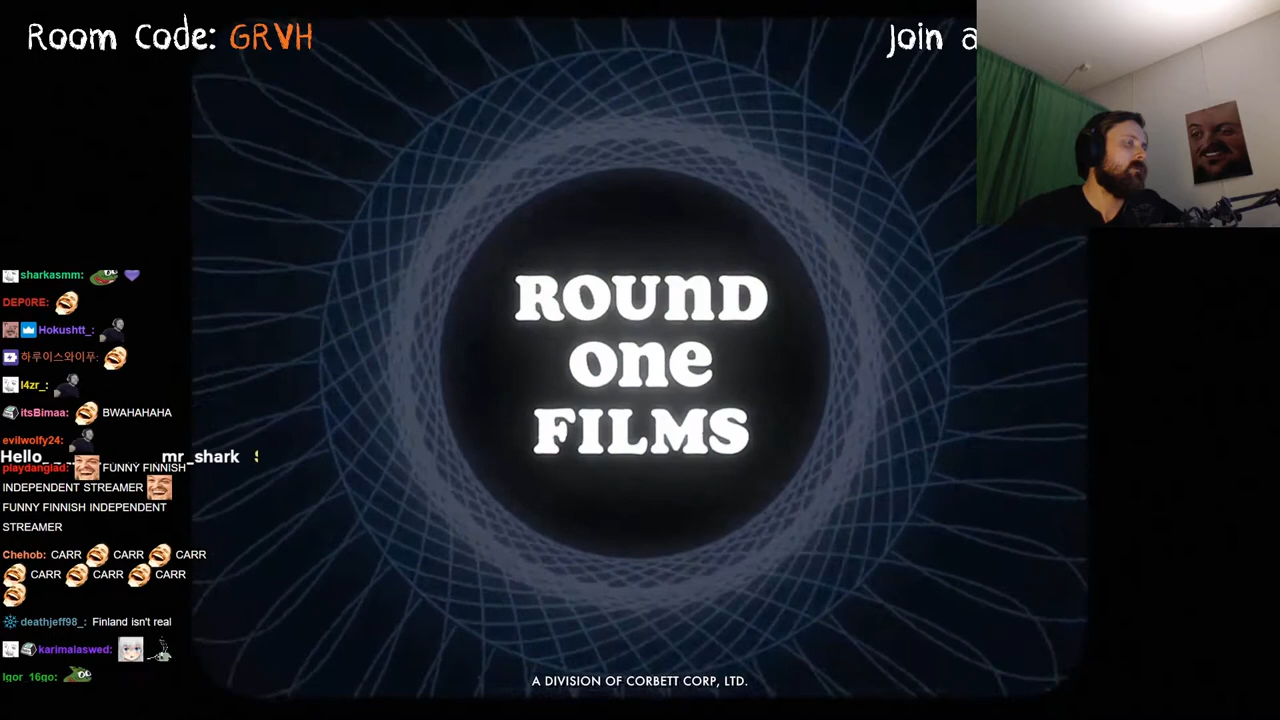 Room Code: GRVH
Join a
ROUND
one
FILMS
A DIVISION OF CORBETT CORP, LTD.
sharkasmm:
DEP0RE:
Hokushtt_:
하루이스와이푸:
l4zr_:
itsBimaa: BWAHAHAHA
evilwolfy24:
Hello_ mr_shark
playdanglad: FUNNY FINNISH
INDEPENDENT STREAMER
FUNNY FINNISH INDEPENDENT
STREAMER
Chehob: CARR CARR CARR
CARR CARR CARR
deathjeff98_: Finland isn't real
karimalaswed:
Igor_16go: